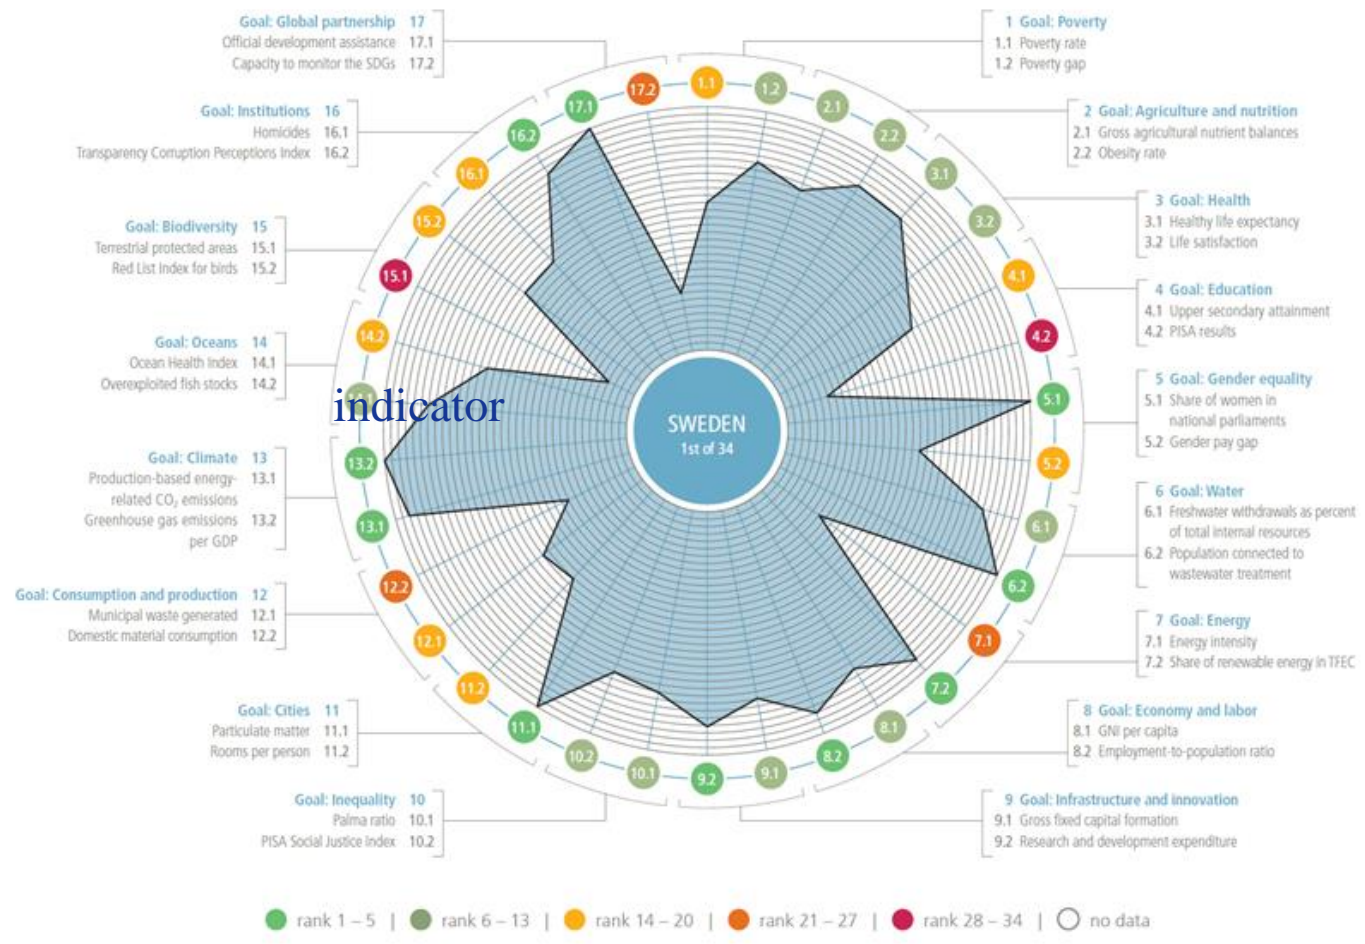 Goal: Global partnership 17
Official development assistance 17.1
Capacity to monitor the SDGs 17.2
1 Goal: Poverty
1.1 Poverty rate
1.2 Poverty gap
Goal: Institutions 16
Homicides 16.1
Transparency Corruption Perceptions Index 16.2
2 Goal: Agriculture and nutrition
2.1 Gross agricultural nutrient balances
2.2 Obesity rate
Goal: Biodiversity 15
Terrestrial protected areas 15.1
Red List Index for birds 15.2
3 Goal: Health
3.1 Healthy life expectancy
3.2 Life satisfaction
4 Goal: Education
4.1 Upper secondary attainment
4.2 PISA results
Goal: Oceans 14
Ocean Health Index 14.1
Overexploited fish stocks 14.2
5 Goal: Gender equality
5.1 Share of women in
national parliaments
5.2 Gender pay gap
Goal: Climate 13
Production-based energy- 13.1
related CO₂ emissions
Greenhouse gas emissions 13.2
per GDP
6 Goal: Water
6.1 Freshwater withdrawals as percent
of total internal resources
6.2 Population connected to
wastewater treatment
Goal: Consumption and production 12
Municipal waste generated 12.1
Domestic material consumption 12.2
7 Goal: Energy
7.1 Energy intensity
7.2 Share of renewable energy in TFEC
Goal: Cities 11
Particulate matter 11.1
Rooms per person 11.2
8 Goal: Economy and labor
8.1 GNI per capita
8.2 Employment-to-population ratio
Goal: Inequality 10
Palma ratio 10.1
PISA Social Justice Index 10.2
9 Goal: Infrastructure and innovation
9.1 Gross fixed capital formation
9.2 Research and development expenditure
1.1
1.2
2.1
2.2
3.1
3.2
4.1
4.2
5.1
5.2
6.1
6.2
7.1
7.2
8.1
8.2
9.1
9.2
10.1
10.2
11.1
11.2
12.1
12.2
13.1
13.2
indicator
14.2
15.1
15.2
16.1
16.2
17.1
17.2
SWEDEN
1st of 34
rank 1 – 5 | rank 6 – 13 | rank 14 – 20 | rank 21 – 27 | rank 28 – 34 | no data